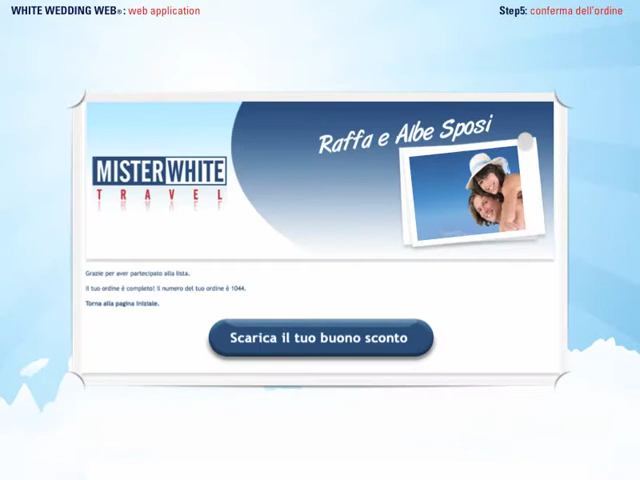 WHITE WEDDING WEB®: web application
Step5: conferma dell'ordine
Raffa e Albe Sposi
MISTER WHITE
TRAVEL
Grazie per aver partecipato alla lista.
Il tuo ordine è completo! Il numero del tuo ordine è 1044.
Torna alla pagina iniziale.
Scarica il tuo buono sconto